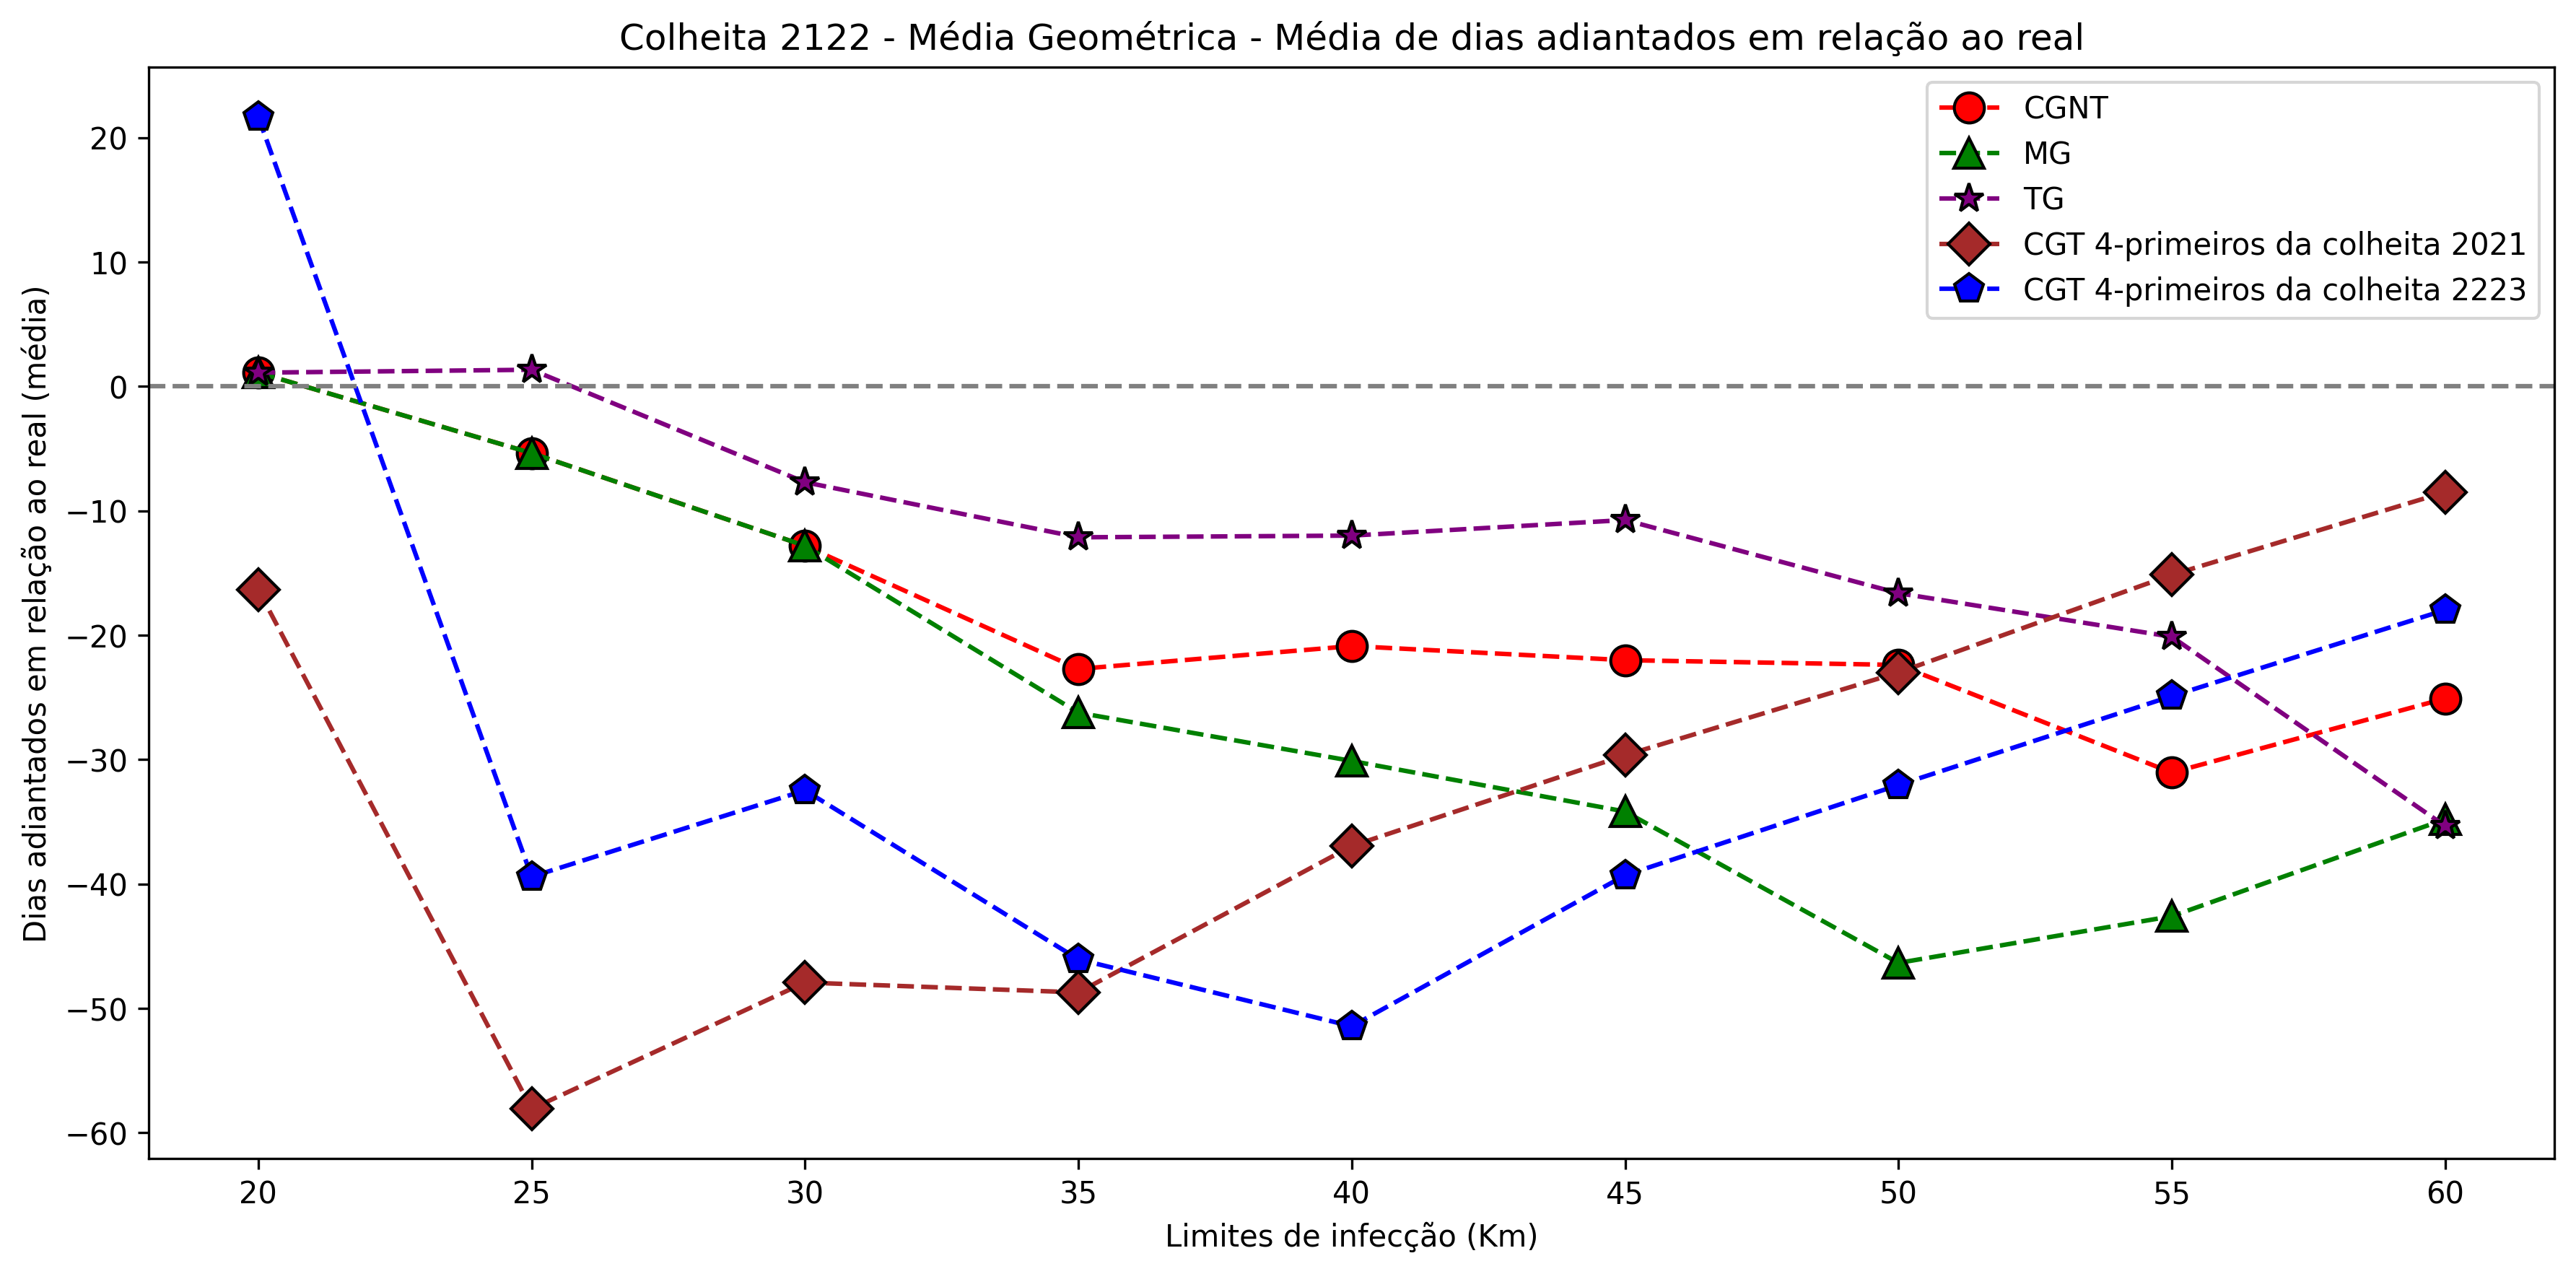 Colheita 2122 - Média Geométrica - Média de dias adiantados em relação ao real
Dias adiantados em relação ao real (média)
20
10
0
−10
−20
−30
−40
−50
−60
CGNT
MG
TG
CGT 4-primeiros da colheita 2021
CGT 4-primeiros da colheita 2223
20 25 30 35 40 45 50 55 60
Limites de infecção (Km)